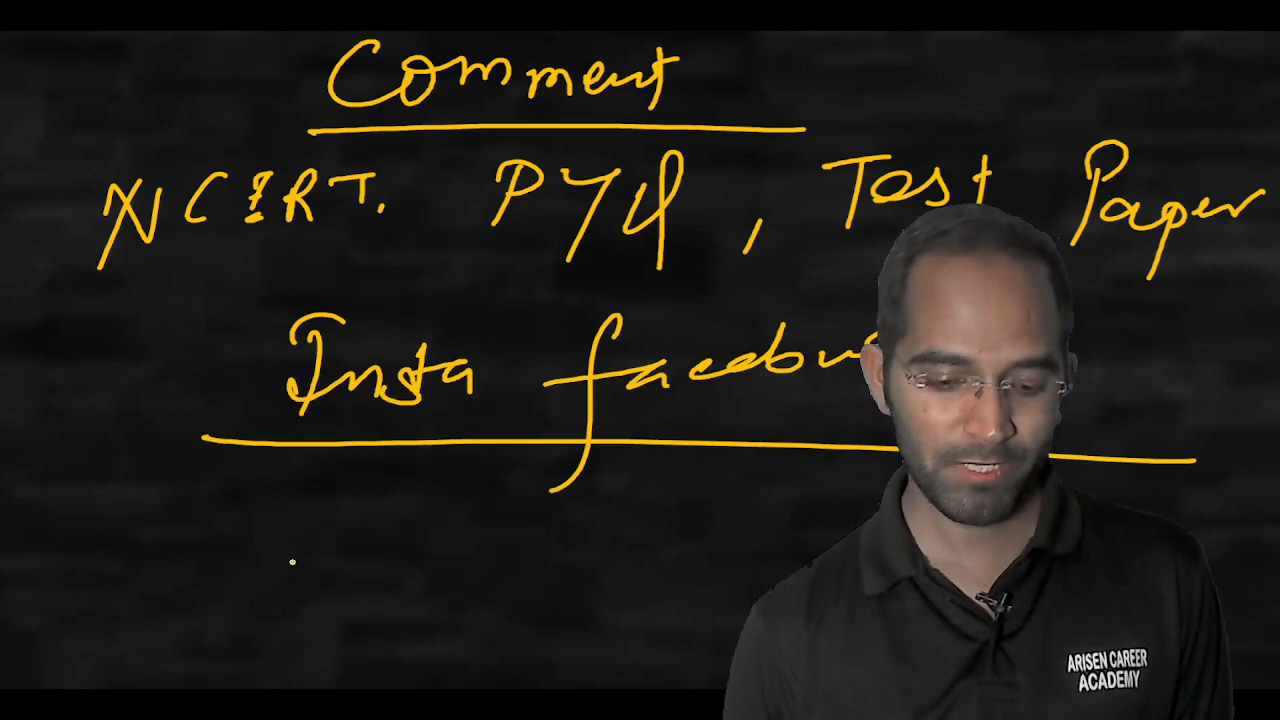 Comment
NCERT. PYQ, Test Paper
Insta
ARISEN CAREER
ACADEMY